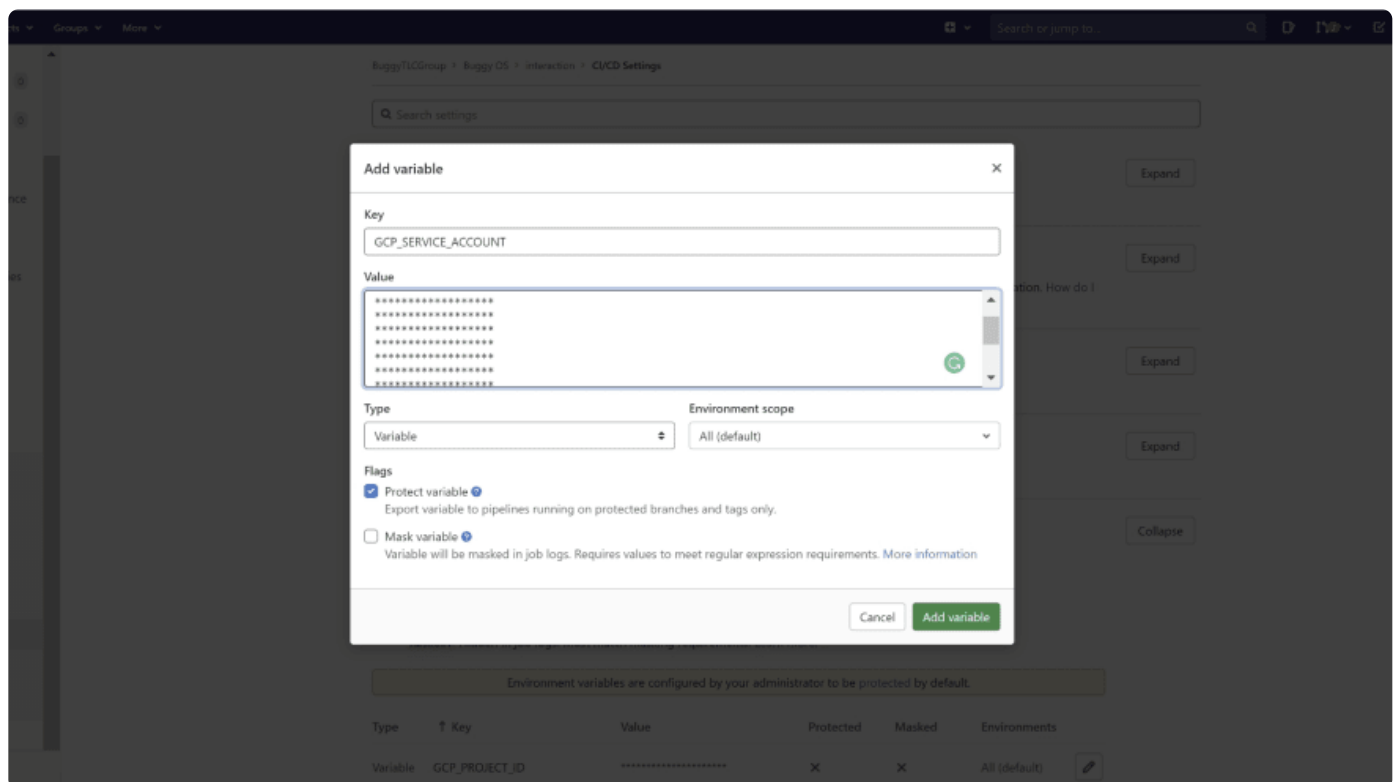 Groups More Search or jump to...
BuggyTLCGroup > Buggy OS > interaction > CI/CD Settings
Search settings
Add variable ×
Expand
Key
GCP_SERVICE_ACCOUNT
Expand
Value
ation. How do I
******************
******************
******************
******************
******************
******************
******************
Expand
Type Environment scope
Variable All (default)
Expand
Flags
Protect variable
Export variable to pipelines running on protected branches and tags only.
Collapse
Mask variable
Variable will be masked in job logs. Requires values to meet regular expression requirements. More information
Cancel Add variable
Environment variables are configured by your administrator to be protected by default.
Type ↑ Key Value Protected Masked Environments
Variable GCP_PROJECT_ID ********************* × × All (default)